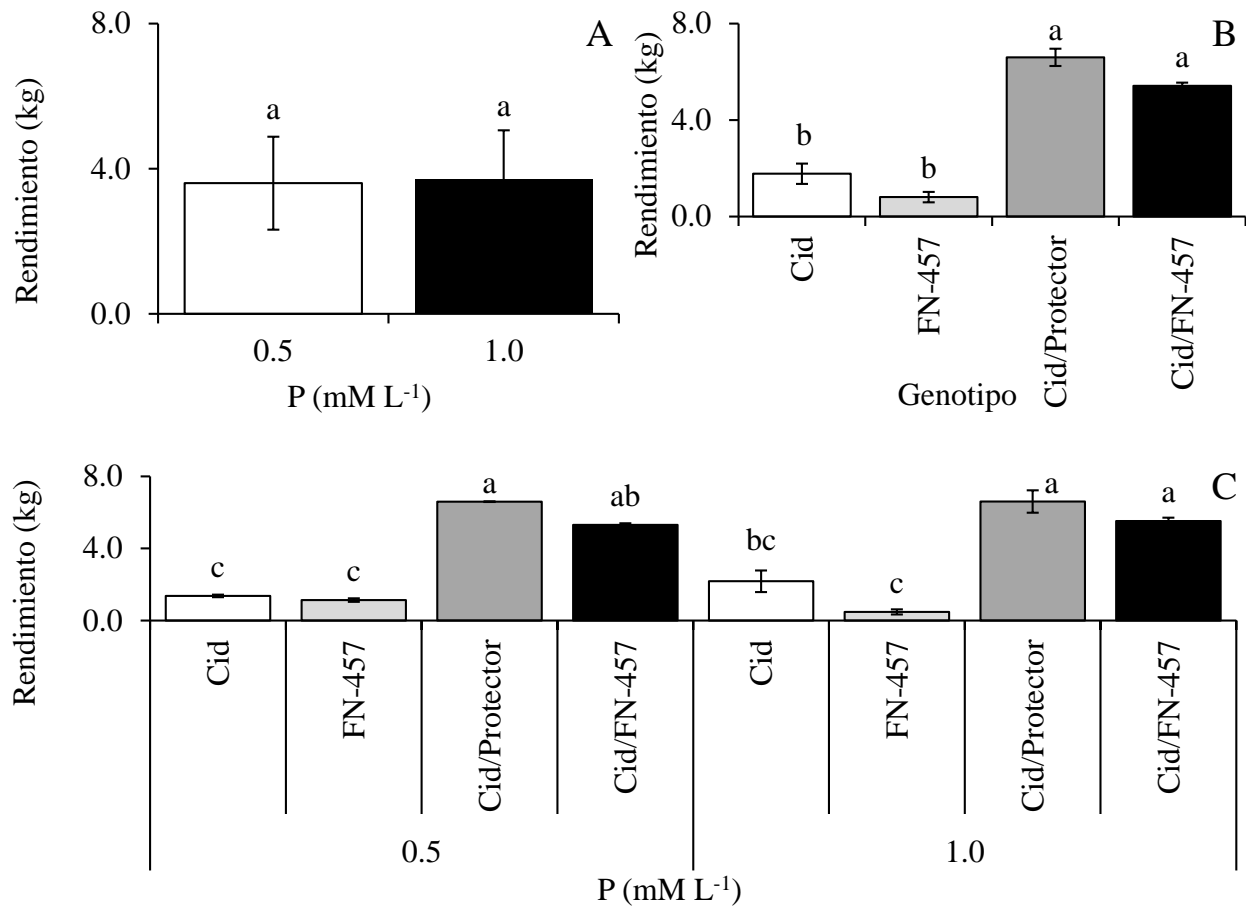 A
Rendimiento (kg)
8.0
4.0
0.0
a
a
0.5
1.0
P (mM L-1)
B
Rendimiento (kg)
8.0
4.0
0.0
b
b
a
a
Cid
FN-457
Cid/Protector
Cid/FN-457
Genotipo
C
Rendimiento (kg)
8.0
4.0
0.0
c
c
a
ab
bc
c
a
a
Cid
FN-457
Cid/Protector
Cid/FN-457
Cid
FN-457
Cid/Protector
Cid/FN-457
0.5
1.0
P (mM L-1)